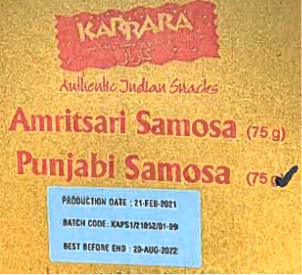 KARRARA
Authentic Indian Snacks
Amritsari Samosa (75 g)
Punjabi Samosa (75 g)
PRODUCTION DATE : 21-FEB-2021
BATCH CODE: KAPS1/21052/01-09
BEST BEFORE END : 20-AUG-2022